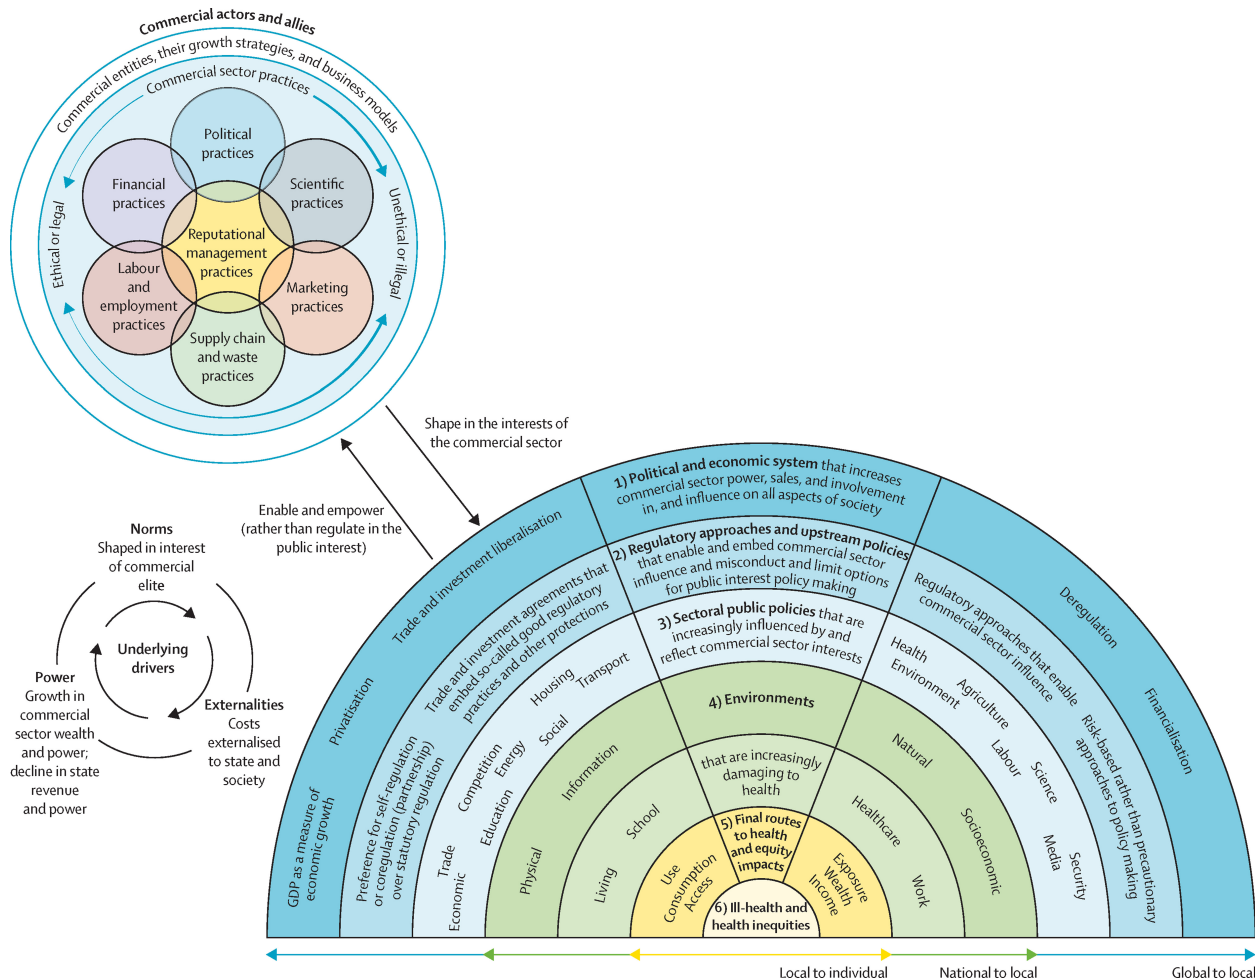 Commercial actors and allies
Commercial entities, their growth strategies, and business models
Commercial sector practices
Ethical or legal
Unethical or illegal
Political
practices
Financial
practices
Scientific
practices
Reputational
management
practices
Labour
and
employment
practices
Marketing
practices
Supply chain
and waste
practices
Shape in the interests of
the commercial sector
Enable and empower
(rather than regulate in the
public interest)
Norms
Shaped in interest
of commercial
elite
Underlying
drivers
Power
Growth in
commercial
sector wealth
and power;
decline in state
revenue
and power
Externalities
Costs
externalised
to state and
society
1) Political and economic system that increases
commercial sector power, sales, and involvement
in, and influence on all aspects of society
GDP as a measure of
economic growth
Privatisation
Trade and investment liberalisation
Deregulation
Financialisation
2) Regulatory approaches and upstream policies
that enable and embed commercial sector
influence and misconduct and limit options
for public interest policy making
Preference for self-regulation
or coregulation (partnership)
over statutory regulation
Trade and investment agreements that
embed so-called good regulatory
practices and other protections
Regulatory approaches that enable
commercial sector influence
Risk-based rather than precautionary
approaches to policy making
3) Sectoral public policies that are
increasingly influenced by and
reflect commercial sector interests
Trade
Economic
Competition
Education
Energy
Social
Housing
Transport
Health
Environment
Agriculture
Labour
Science
Media
Security
4) Environments
Physical
Information
Natural
Socioeconomic
that are increasingly
damaging to
health
Living
School
Healthcare
Work
5) Final routes
to health
and equity
impacts
Use
Consumption
Access
Exposure
Wealth
Income
6) Ill-health and
health inequities
Local to individual
National to local
Global to local